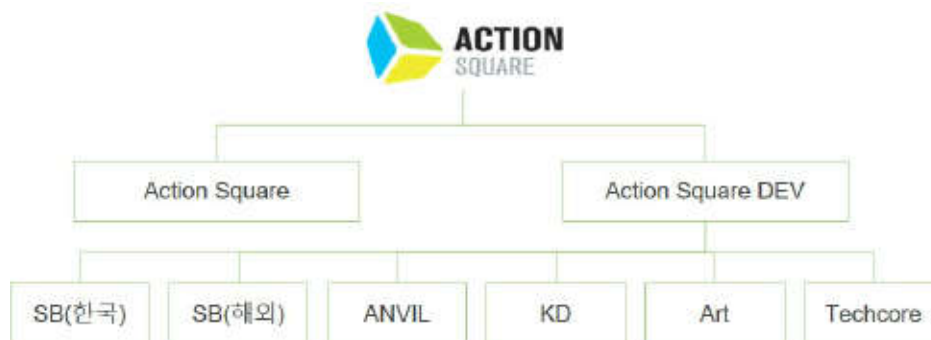 ACTION
SQUARE
Action Square
Action Square DEV
SB(한국)
SB(해외)
ANVIL
KD
Art
Techcore